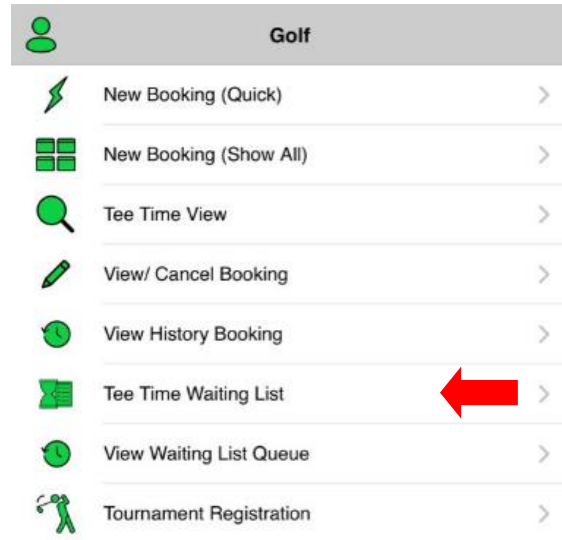 Golf
New Booking (Quick)
New Booking (Show All)
Tee Time View
View/ Cancel Booking
View History Booking
Tee Time Waiting List
View Waiting List Queue
Tournament Registration